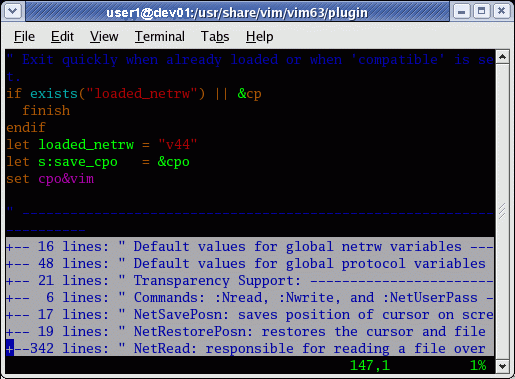 user1@dev01:/usr/share/vim/vim63/plugin
File Edit View Terminal Tabs Help
" Exit quickly when already loaded or when 'compatible' is se
t.
if exists("loaded_netrw") || &cp
  finish
endif
let loaded_netrw = "v44"
let s:save_cpo   = &cpo
set cpo&vim
" -----------------------------------------------------------
----------
+-- 16 lines: " Default values for global netrw variables ---
+-- 48 lines: " Default values for global protocol variables
+-- 21 lines: " Transparency Support: -----------------------
+--  6 lines: " Commands: :Nread, :Nwrite, and :NetUserPass -
+-- 17 lines: " NetSavePosn: saves position of cursor on scre
+-- 19 lines: " NetRestorePosn: restores the cursor and file
+--342 lines: " NetRead: responsible for reading a file over
147,1 1%